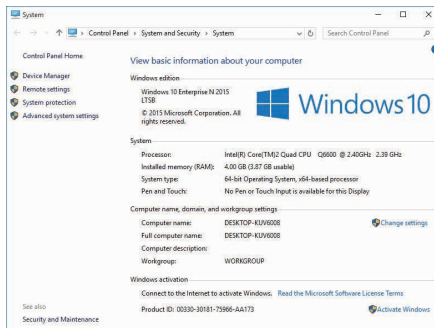 System
Control Panel > System and Security > System
Search Control Panel
Control Panel Home
Device Manager
Remote settings
System protection
Advanced system settings
See also
Security and Maintenance
View basic information about your computer
Windows edition
Windows 10 Enterprise N 2015
LTSB
© 2015 Microsoft Corporation. All
rights reserved.
Windows 10
System
Processor: Intel(R) Core(TM)2 Quad CPU Q6600 @ 2.40GHz 2.39 GHz
Installed memory (RAM): 4.00 GB (3.87 GB usable)
System type: 64-bit Operating System, x64-based processor
Pen and Touch: No Pen or Touch Input is available for this Display
Computer name, domain, and workgroup settings
Computer name: DESKTOP-KUV6008
Change settings
Full computer name: DESKTOP-KUV6008
Computer description:
Workgroup: WORKGROUP
Windows activation
Connect to the Internet to activate Windows. Read the Microsoft Software License Terms
Product ID: 00330-30181-75966-AA173
Activate Windows